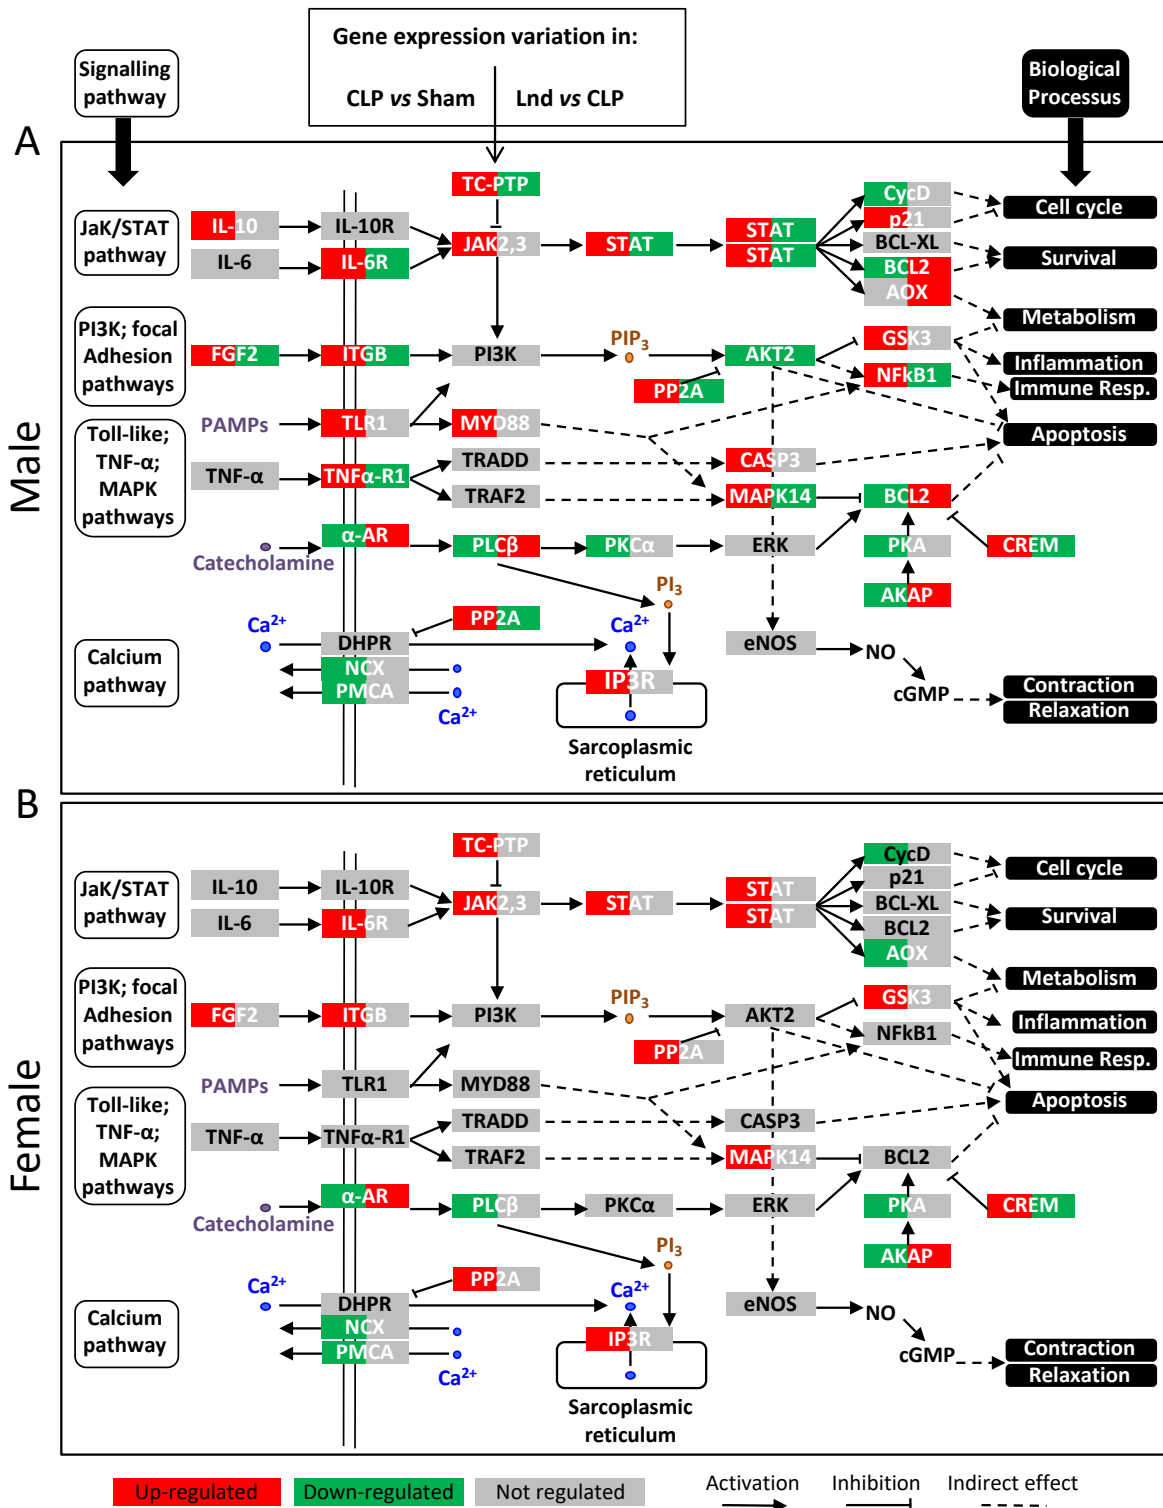 Gene expression variation in:
CLP vs Sham
Lnd vs CLP
Signalling
pathway
Biological
Processus
A
Male
TC-PTP
JaK/STAT
pathway
IL-10
IL-10R
IL-6
IL-6R
JAK2,3
STAT
STAT
STAT
CycD
p21
BCL-XL
BCL2
AOX
Cell cycle
Survival
Metabolism
PI3K; focal
Adhesion
pathways
FGF2
ITGB
PI3K
PIP3
PP2A
AKT2
GSK3
NFkB1
Inflammation
Immune Resp.
Toll-like;
TNF-α;
MAPK
pathways
PAMPs
TLR1
MYD88
TNF-α
TNFα-R1
TRADD
TRAF2
CASP3
MAPK14
BCL2
Apoptosis
Catecholamine
α-AR
PLCβ
PKCα
ERK
PKA
CREM
AKAP
PI3
Calcium
pathway
Ca2+
DHPR
NCX
PMCA
Ca2+
PP2A
Ca2+
IP3R
Sarcoplasmic
reticulum
eNOS
NO
cGMP
Contraction
Relaxation
B
Female
TC-PTP
JaK/STAT
pathway
IL-10
IL-10R
IL-6
IL-6R
JAK2,3
STAT
STAT
STAT
CycD
p21
BCL-XL
BCL2
AOX
Cell cycle
Survival
Metabolism
PI3K; focal
Adhesion
pathways
FGF2
ITGB
PI3K
PIP3
PP2A
AKT2
GSK3
NFkB1
Inflammation
Immune Resp.
Toll-like;
TNF-α;
MAPK
pathways
PAMPs
TLR1
MYD88
TNF-α
TNFα-R1
TRADD
TRAF2
CASP3
MAPK14
BCL2
Apoptosis
Catecholamine
α-AR
PLCβ
PKCα
ERK
PKA
CREM
AKAP
PI3
Calcium
pathway
Ca2+
DHPR
NCX
PMCA
Ca2+
PP2A
Ca2+
IP3R
Sarcoplasmic
reticulum
eNOS
NO
cGMP
Contraction
Relaxation
Up-regulated
Down-regulated
Not regulated
Activation
Inhibition
Indirect effect